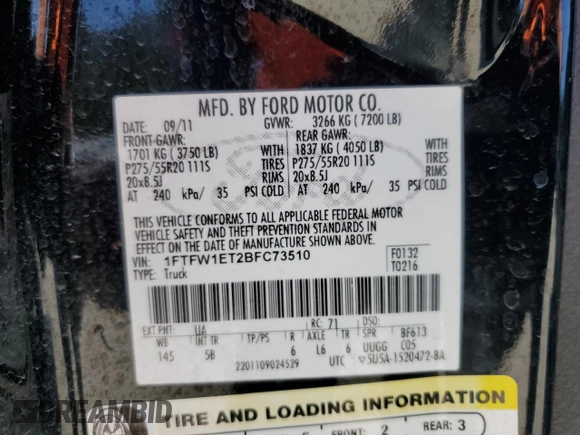 MFD. BY FORD MOTOR CO.
DATE: 09/11 GVWR: 3266 KG ( 7200 LB)
FRONT GAWR: REAR GAWR:
1701 KG ( 3750 LB) WITH 1837 KG ( 4050 LB) WITH
P275/55R20 111S TIRES P275/55R20 111S TIRES
20x8.5J RIMS 20x8.5J RIMS
AT 240 kPa/ 35 PSI COLD AT 240 kPa/ 35 PSI COLD
THIS VEHICLE CONFORMS TO ALL APPLICABLE FEDERAL MOTOR
VEHICLE SAFETY AND THEFT PREVENTION STANDARDS IN
EFFECT ON THE DATE OF MANUFACTURE SHOWN ABOVE.
VIN: 1FTFW1ET2BFC73510 F0132
TYPE: Truck T0216
EXT PNT: UA RC: 71 DSO:
WB INT TR TP/PS R AXLE TR SPR BF613
145 5B 6 L6 6 UUGG C05
2201109024529 UTC 5U5A-1520472-BA
TIRE AND LOADING INFORMATION
FRONT: 2 REAR: 3
DREAMBID